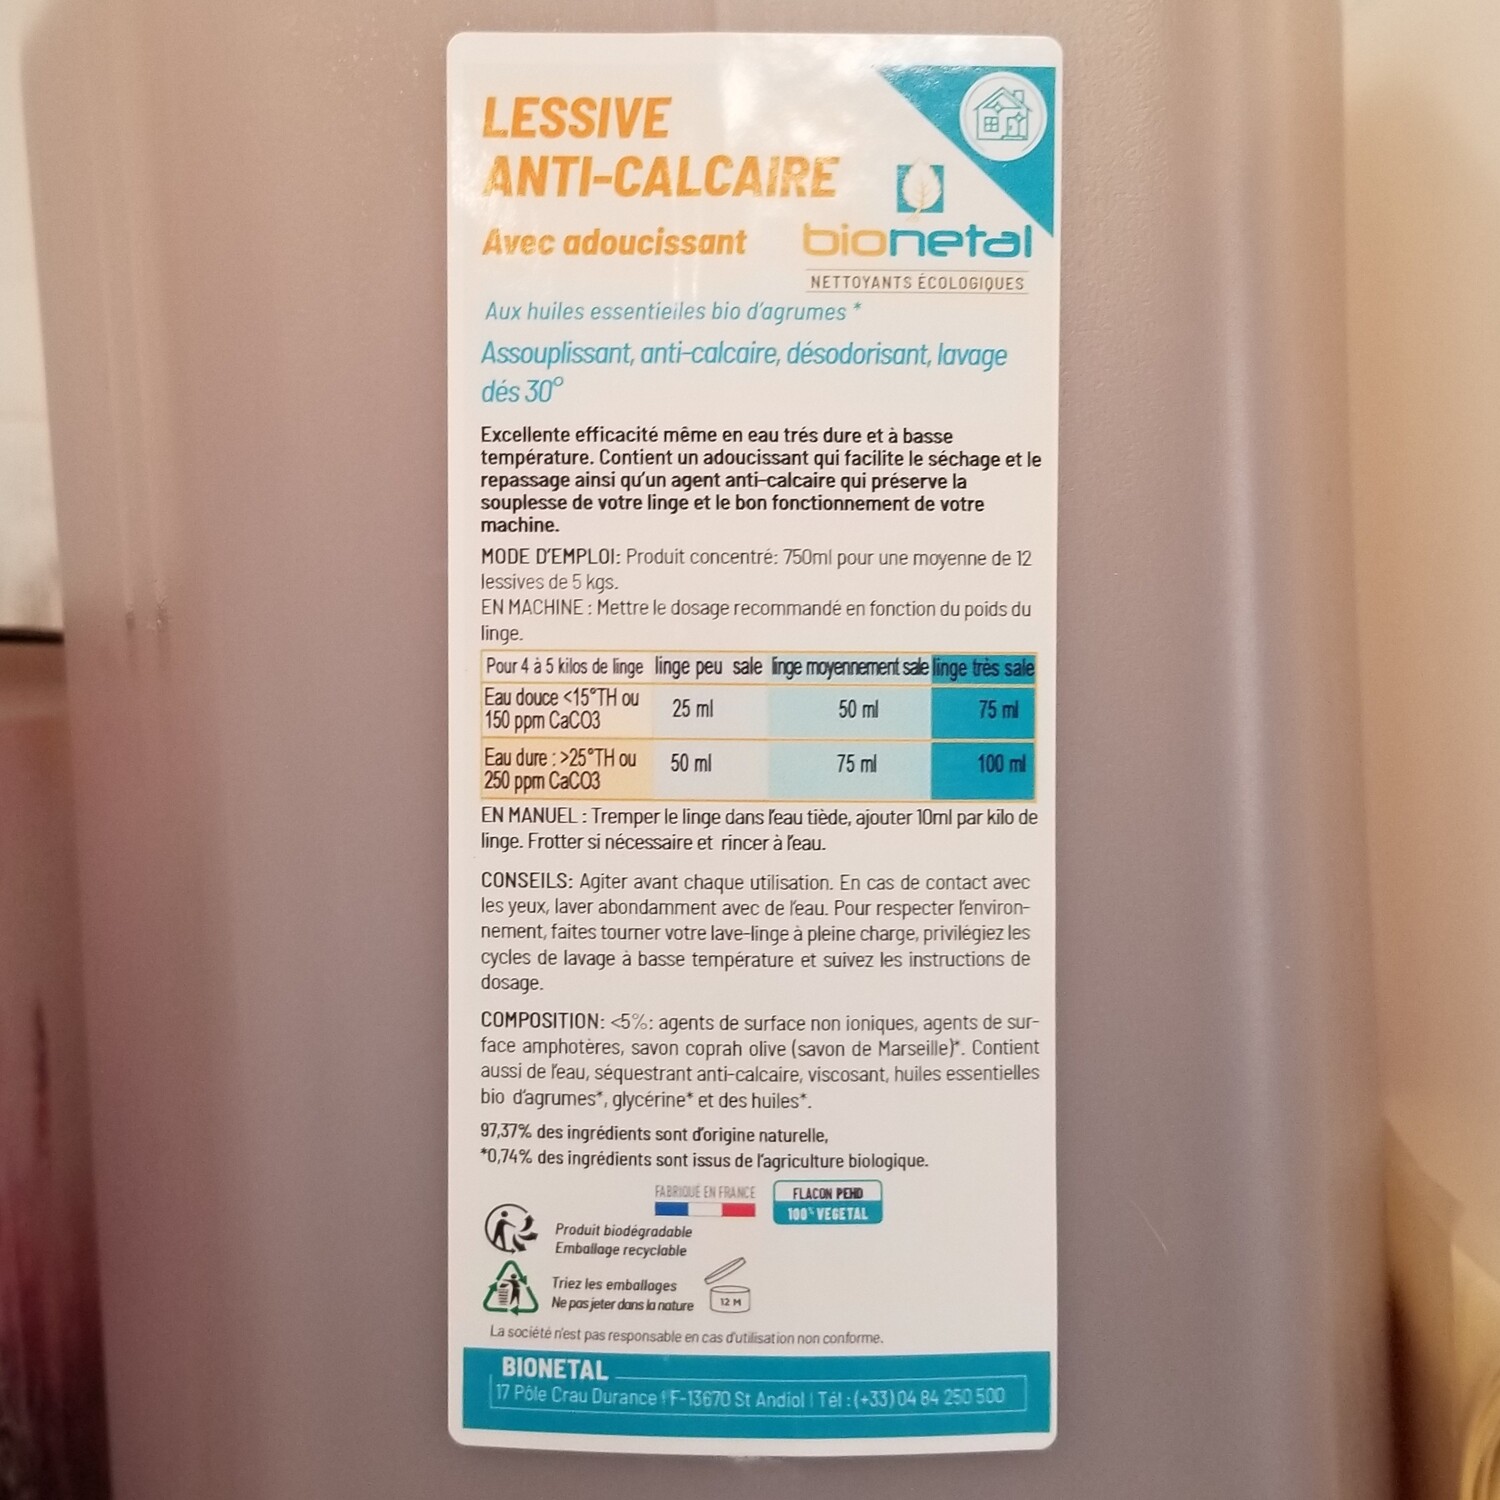 LESSIVE
ANTI-CALCAIRE
Avec adoucissant
bionetal
NETTOYANTS ÉCOLOGIQUES
Aux huiles essentielles bio d'agrumes *
Assouplissant, anti-calcaire, désodorisant, lavage
dés 30°
Excellente efficacité même en eau trés dure et à basse
température. Contient un adoucissant qui facilite le séchage et le
repassage ainsi qu'un agent anti-calcaire qui préserve la
souplesse de votre linge et le bon fonctionnement de votre
machine.
MODE D'EMPLOI: Produit concentré: 750ml pour une moyenne de 12
lessives de 5 kgs.
EN MACHINE : Mettre le dosage recommandé en fonction du poids du
linge.
Pour 4 à 5 kilos de linge linge peu sale linge moyennement sale linge très sale
Eau douce <15°TH ou
150 ppm CaCO3 25 ml 50 ml 75 ml
Eau dure : >25°TH ou
250 ppm CaCO3 50 ml 75 ml 100 ml
EN MANUEL : Tremper le linge dans l'eau tiède, ajouter 10ml par kilo de
linge. Frotter si nécessaire et rincer à l'eau.
CONSEILS: Agiter avant chaque utilisation. En cas de contact avec
les yeux, laver abondamment avec de l'eau. Pour respecter l'environ-
nement, faites tourner votre lave-linge à pleine charge, privilégiez les
cycles de lavage à basse température et suivez les instructions de
dosage.
COMPOSITION: <5%: agents de surface non ioniques, agents de sur-
face amphotères, savon coprah olive (savon de Marseille)*. Contient
aussi de l'eau, séquestrant anti-calcaire, viscosant, huiles essentielles
bio d'agrumes*, glycérine* et des huiles*.
97,37% des ingrédients sont d'origine naturelle,
*0,74% des ingrédients sont issus de l'agriculture biologique.
FABRIQUÉ EN FRANCE
FLACON PEHD
100% VEGETAL
Produit biodégradable
Emballage recyclable
Triez les emballages
Ne pas jeter dans la nature
12 M
La société n'est pas responsable en cas d'utilisation non conforme.
BIONETAL
17 Pôle Crau Durance F-13670 St Andiol | Tél : (+33) 04 84 250 500